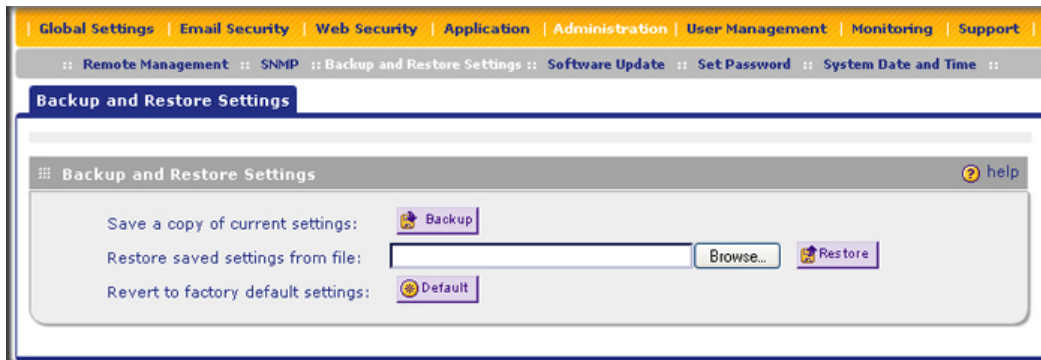 | Global Settings | Email Security | Web Security | Application | Administration | User Management | Monitoring | Support |
:: Remote Management :: SNMP :: Backup and Restore Settings :: Software Update :: Set Password :: System Date and Time ::
Backup and Restore Settings
Backup and Restore Settings ? help
Save a copy of current settings: Backup
Restore saved settings from file: Browse... Restore
Revert to factory default settings: Default